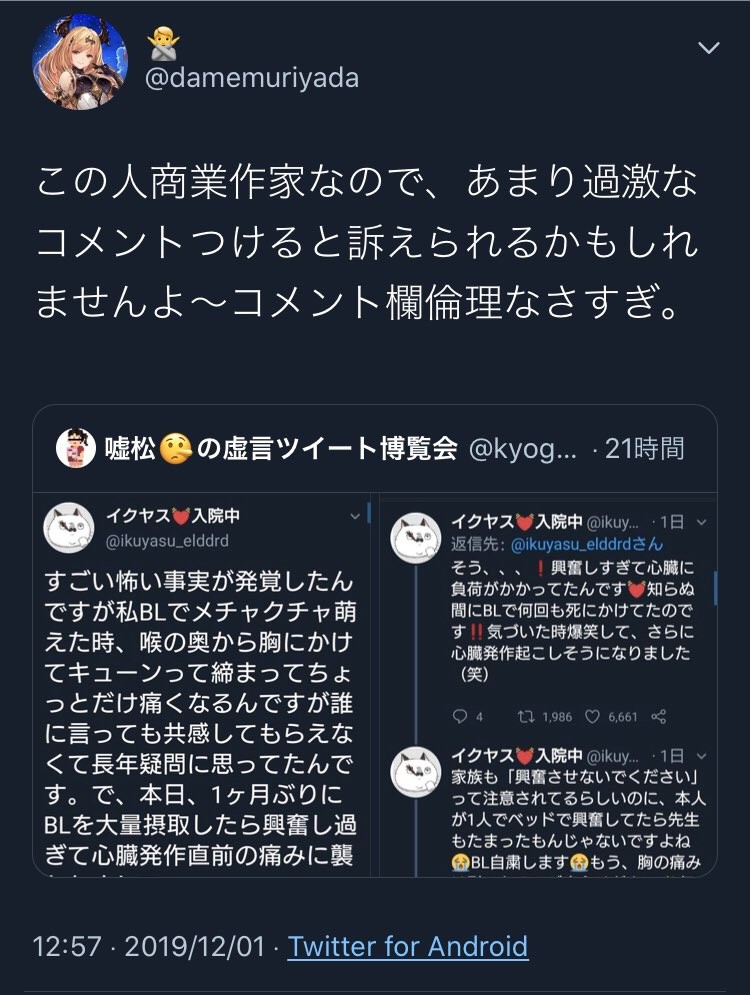 🙅
@damemuriyada
この人商業作家なので、あまり過激な
コメントつけると訴えられるかもしれ
ませんよ〜コメント欄倫理なさすぎ。
嘘松🤥の虚言ツイート博覧会 @kyog... · 21時間
イクヤス💓入院中
@ikuyasu_elddrd
すごい怖い事実が発覚したん
ですが私BLでメチャクチャ萌
えた時、喉の奥から胸にかけ
てキューンって締まってちょ
っとだけ痛くなるんですが誰
に言っても共感してもらえな
くて長年疑問に思ってたんで
す。で、本日、1ヶ月ぶりに
BLを大量摂取したら興奮し過
ぎて心臓発作直前の痛みに襲
イクヤス💓入院中 @ikuy... · 1日
返信先: @ikuyasu_elddrdさん
そう、、、❗興奮しすぎて心臓に
負荷がかかってたんです💓知らぬ
間にBLで何回も死にかけてたので
す‼気づいた時爆笑して、さらに
心臓発作起こしそうになりました
（笑）
4 1,986 6,661
イクヤス💓入院中 @ikuy... · 1日
家族も「興奮させないでください」
って注意されてるらしいのに、本人
が1人でベッドで興奮してたら先生
もたまったもんじゃないですよね
😭BL自粛します😭もう、胸の痛み
12:57 · 2019/12/01 · Twitter for Android